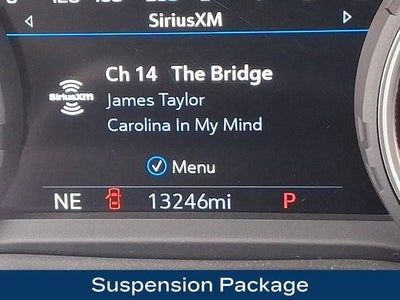 SiriusXM
Ch 14 The Bridge
SiriusXM
James Taylor
Carolina In My Mind
Menu
NE 13246mi P
Suspension Package